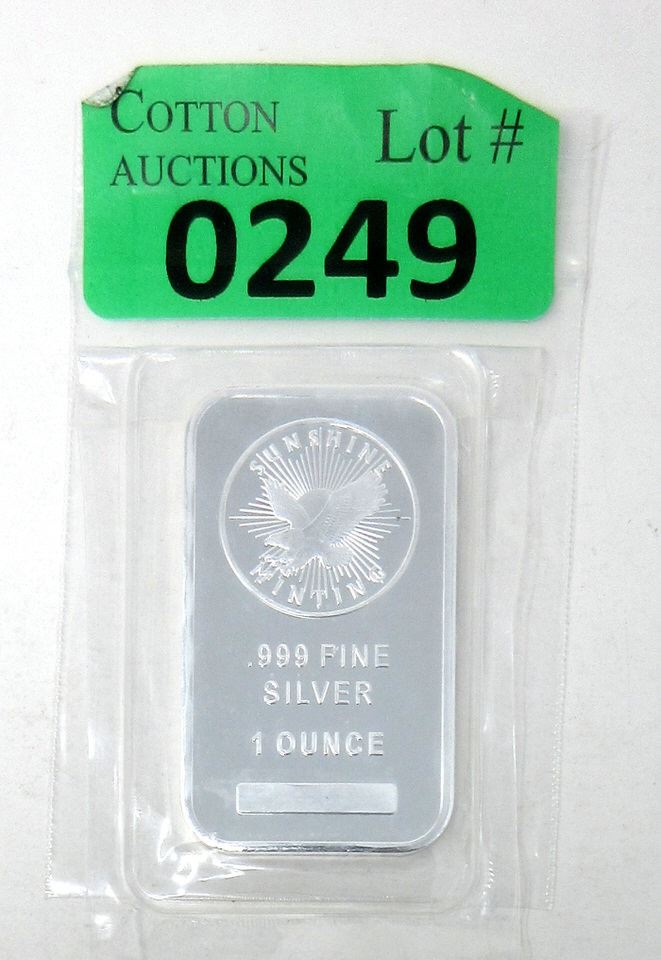 COTTON
AUCTIONS
Lot #
0249
SUNSHINE
MINTING
.999 FINE
SILVER
1 OUNCE